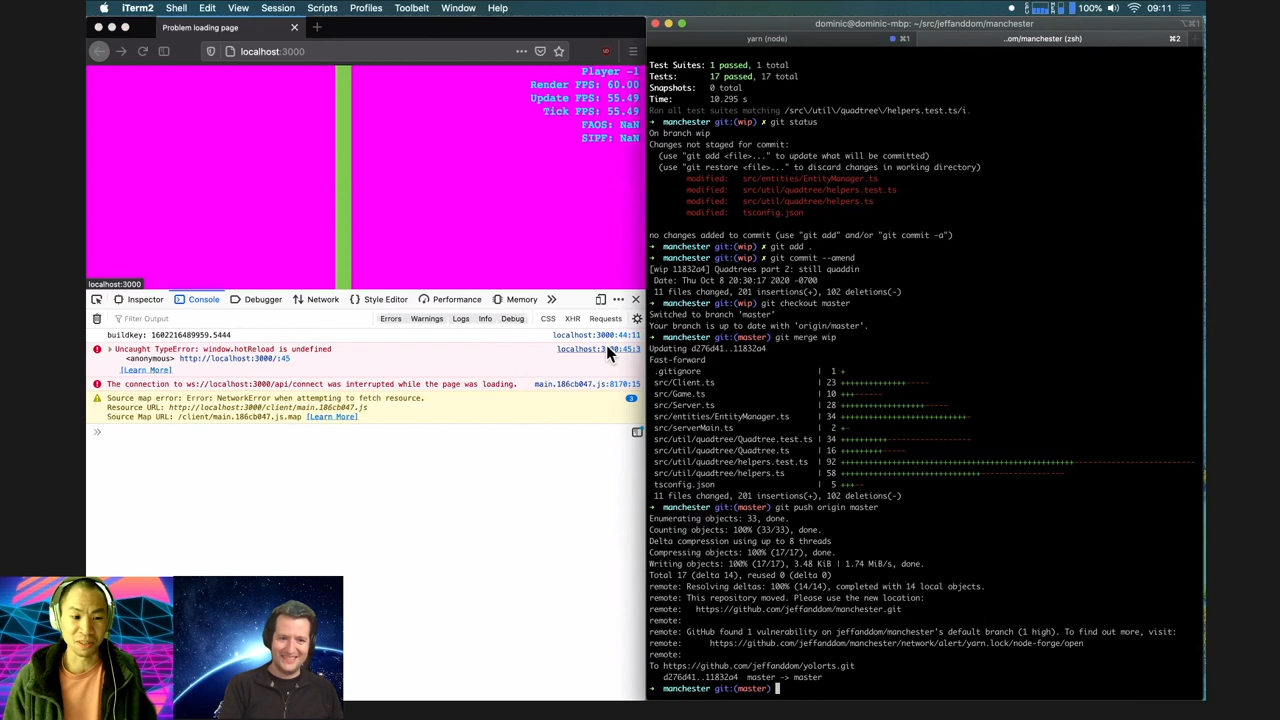 iTerm2 Shell Edit View Session Scripts Profiles Toolbelt Window Help 100% 09:11
Problem loading page
localhost:3000
Player -1
Render FPS: 60.00
Update FPS: 55.49
Tick FPS: 55.49
FAOS: NaN
SIPF: NaN
localhost:3000
Inspector Console Debugger Network Style Editor Performance Memory
Filter Output Errors Warnings Logs Info Debug CSS XHR Requests
buildkey: 1602216489959.5444 localhost:3000:44:11
Uncaught TypeError: window.hotReload is undefined
<anonymous> http://localhost:3000/:45
[Learn More]
The connection to ws://localhost:3000/api/connect was interrupted while the page was loading. main.186cb047.js:8170:15
Source map error: Error: NetworkError when attempting to fetch resource. 3
Resource URL: http://localhost:3000/client/main.186cb047.js
Source Map URL: /client/main.186cb047.js.map [Learn More]
dominic@dominic-mbp: ~/src/jeffanddom/manchester ⌥⌘1
yarn (node) ⌘1 ..om/manchester (zsh) ⌘2
Test Suites: 1 passed, 1 total
Tests: 17 passed, 17 total
Snapshots: 0 total
Time: 10.295 s
Ran all test suites matching /src\/util\/quadtree\/helpers.test.ts/i.
➜ manchester git:(wip) ✗ git status
On branch wip
Changes not staged for commit:
(use "git add <file>..." to update what will be committed)
(use "git restore <file>..." to discard changes in working directory)
modified: src/entities/EntityManager.ts
modified: src/util/quadtree/helpers.test.ts
modified: src/util/quadtree/helpers.ts
modified: tsconfig.json
no changes added to commit (use "git add" and/or "git commit -a")
➜ manchester git:(wip) ✗ git add .
➜ manchester git:(wip) ✗ git commit --amend
[wip 11832a4] Quadtrees part 2: still quaddin
Date: Thu Oct 8 20:30:17 2020 -0700
11 files changed, 201 insertions(+), 102 deletions(-)
➜ manchester git:(wip) git checkout master
Switched to branch 'master'
Your branch is up to date with 'origin/master'.
➜ manchester git:(master) git merge wip
Updating d276d41..11832a4
Fast-forward
.gitignore | 1 +
src/Client.ts | 23 +++++++++++++++------
src/Game.ts | 10 +++---
src/Server.ts | 28 ++++++++++++++++++++------
src/entities/EntityManager.ts | 34 ++++++++++++++++++++++++++++++-
src/serverMain.ts | 2 +-
src/util/quadtree/Quadtree.test.ts | 34 +++++++++++------------------
src/util/quadtree/Quadtree.ts | 16 ++++++-----
src/util/quadtree/helpers.test.ts | 92 ++++++++++++++++++++++++++++++++++++++++++++++++++------------------------------
src/util/quadtree/helpers.ts | 58 +++++++++++++++++++++++++++++++++---------------------
tsconfig.json | 5 +++--
11 files changed, 201 insertions(+), 102 deletions(-)
➜ manchester git:(master) git push origin master
Enumerating objects: 33, done.
Counting objects: 100% (33/33), done.
Delta compression using up to 8 threads
Compressing objects: 100% (17/17), done.
Writing objects: 100% (17/17), 3.48 KiB | 1.74 MiB/s, done.
Total 17 (delta 14), reused 0 (delta 0)
remote: Resolving deltas: 100% (14/14), completed with 14 local objects.
remote: This repository moved. Please use the new location:
remote: https://github.com/jeffanddom/manchester.git
remote:
remote: GitHub found 1 vulnerability on jeffanddom/manchester's default branch (1 high). To find out more, visit:
remote: https://github.com/jeffanddom/manchester/network/alert/yarn.lock/node-forge/open
remote:
To https://github.com/jeffanddom/yolorts.git
d276d41..11832a4 master -> master
➜ manchester git:(master)